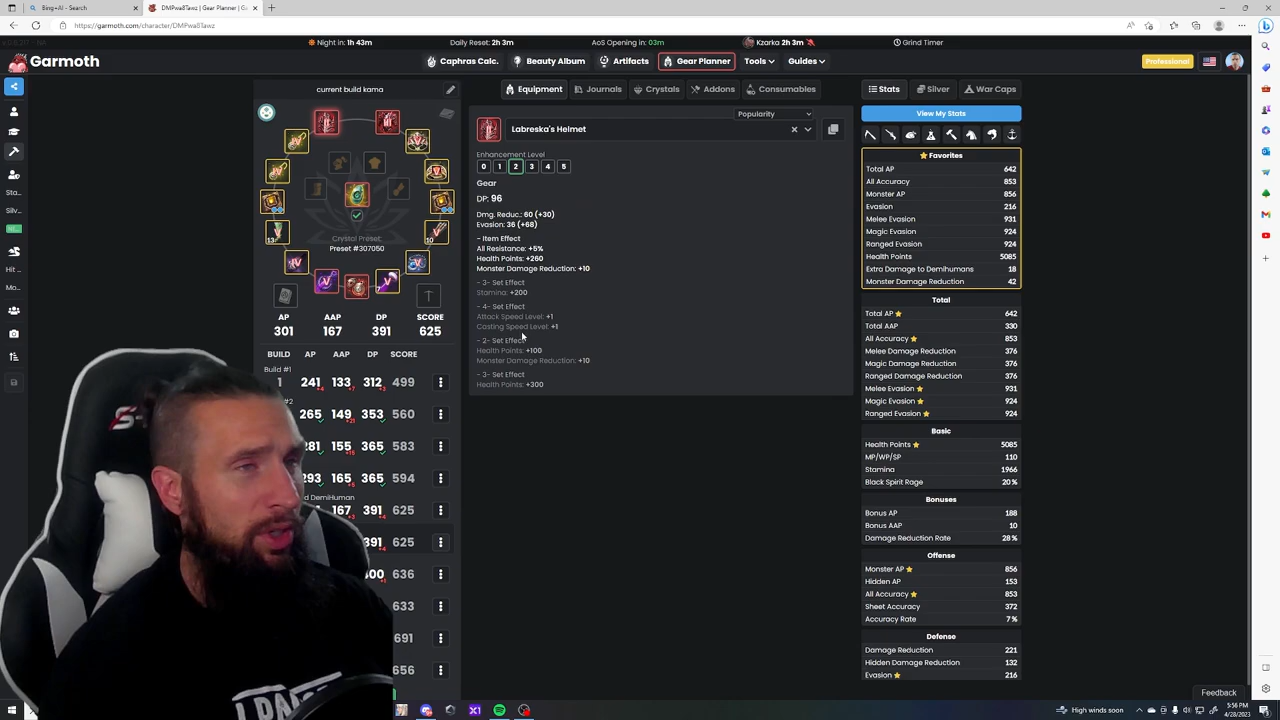 Bing+AI - Search
DMPwa8Tawz | Gear Planner | G
https://garmoth.com/character/DMPwa8Tawz
Night in: 1h 43m
Daily Reset: 2h 3m
AoS Opening in: 03m
Kzarka 2h 3m
Grind Timer
Garmoth
Caphras Calc.
Beauty Album
Artifacts
Gear Planner
Tools
Guides
Professional
current build kama
Equipment
Journals
Crystals
Addons
Consumables
Stats
Silver
War Caps
Popularity
View My Stats
Labreska's Helmet
Enhancement Level
0 1 2 3 4 5
Gear
DP: 96
Dmg. Reduc.: 60 (+30)
Evasion: 36 (+68)
- Item Effect
All Resistance: +5%
Health Points: +260
Monster Damage Reduction: +10
- 3- Set Effect
Stamina: +200
- 4- Set Effect
Attack Speed Level: +1
Casting Speed Level: +1
- 2- Set Effect
Health Points: +100
Monster Damage Reduction: +10
- 3- Set Effect
Health Points: +300
Crystal Preset:
Preset #307050
AP AAP DP SCORE
301 167 391 625
BUILD AP AAP DP SCORE
Build #1
1 241 133 312 499
#2
265 149 353 560
281 155 365 583
293 165 365 594
DemiHuman
167 391 625
391 625
636
633
691
656
Favorites
Total AP 642
All Accuracy 853
Monster AP 856
Evasion 216
Melee Evasion 931
Magic Evasion 924
Ranged Evasion 924
Health Points 5085
Extra Damage to Demihumans 18
Monster Damage Reduction 42
Total
Total AP 642
Total AAP 330
All Accuracy 853
Melee Damage Reduction 376
Magic Damage Reduction 376
Ranged Damage Reduction 376
Melee Evasion 931
Magic Evasion 924
Ranged Evasion 924
Basic
Health Points 5085
MP/WP/SP 110
Stamina 1966
Black Spirit Rage 20 %
Bonuses
Bonus AP 188
Bonus AAP 10
Damage Reduction Rate 28 %
Offense
Monster AP 856
Hidden AP 153
All Accuracy 853
Sheet Accuracy 372
Accuracy Rate 7 %
Defense
Damage Reduction 221
Hidden Damage Reduction 132
Evasion 216
Feedback
High winds soon
5:56 PM
4/28/2023